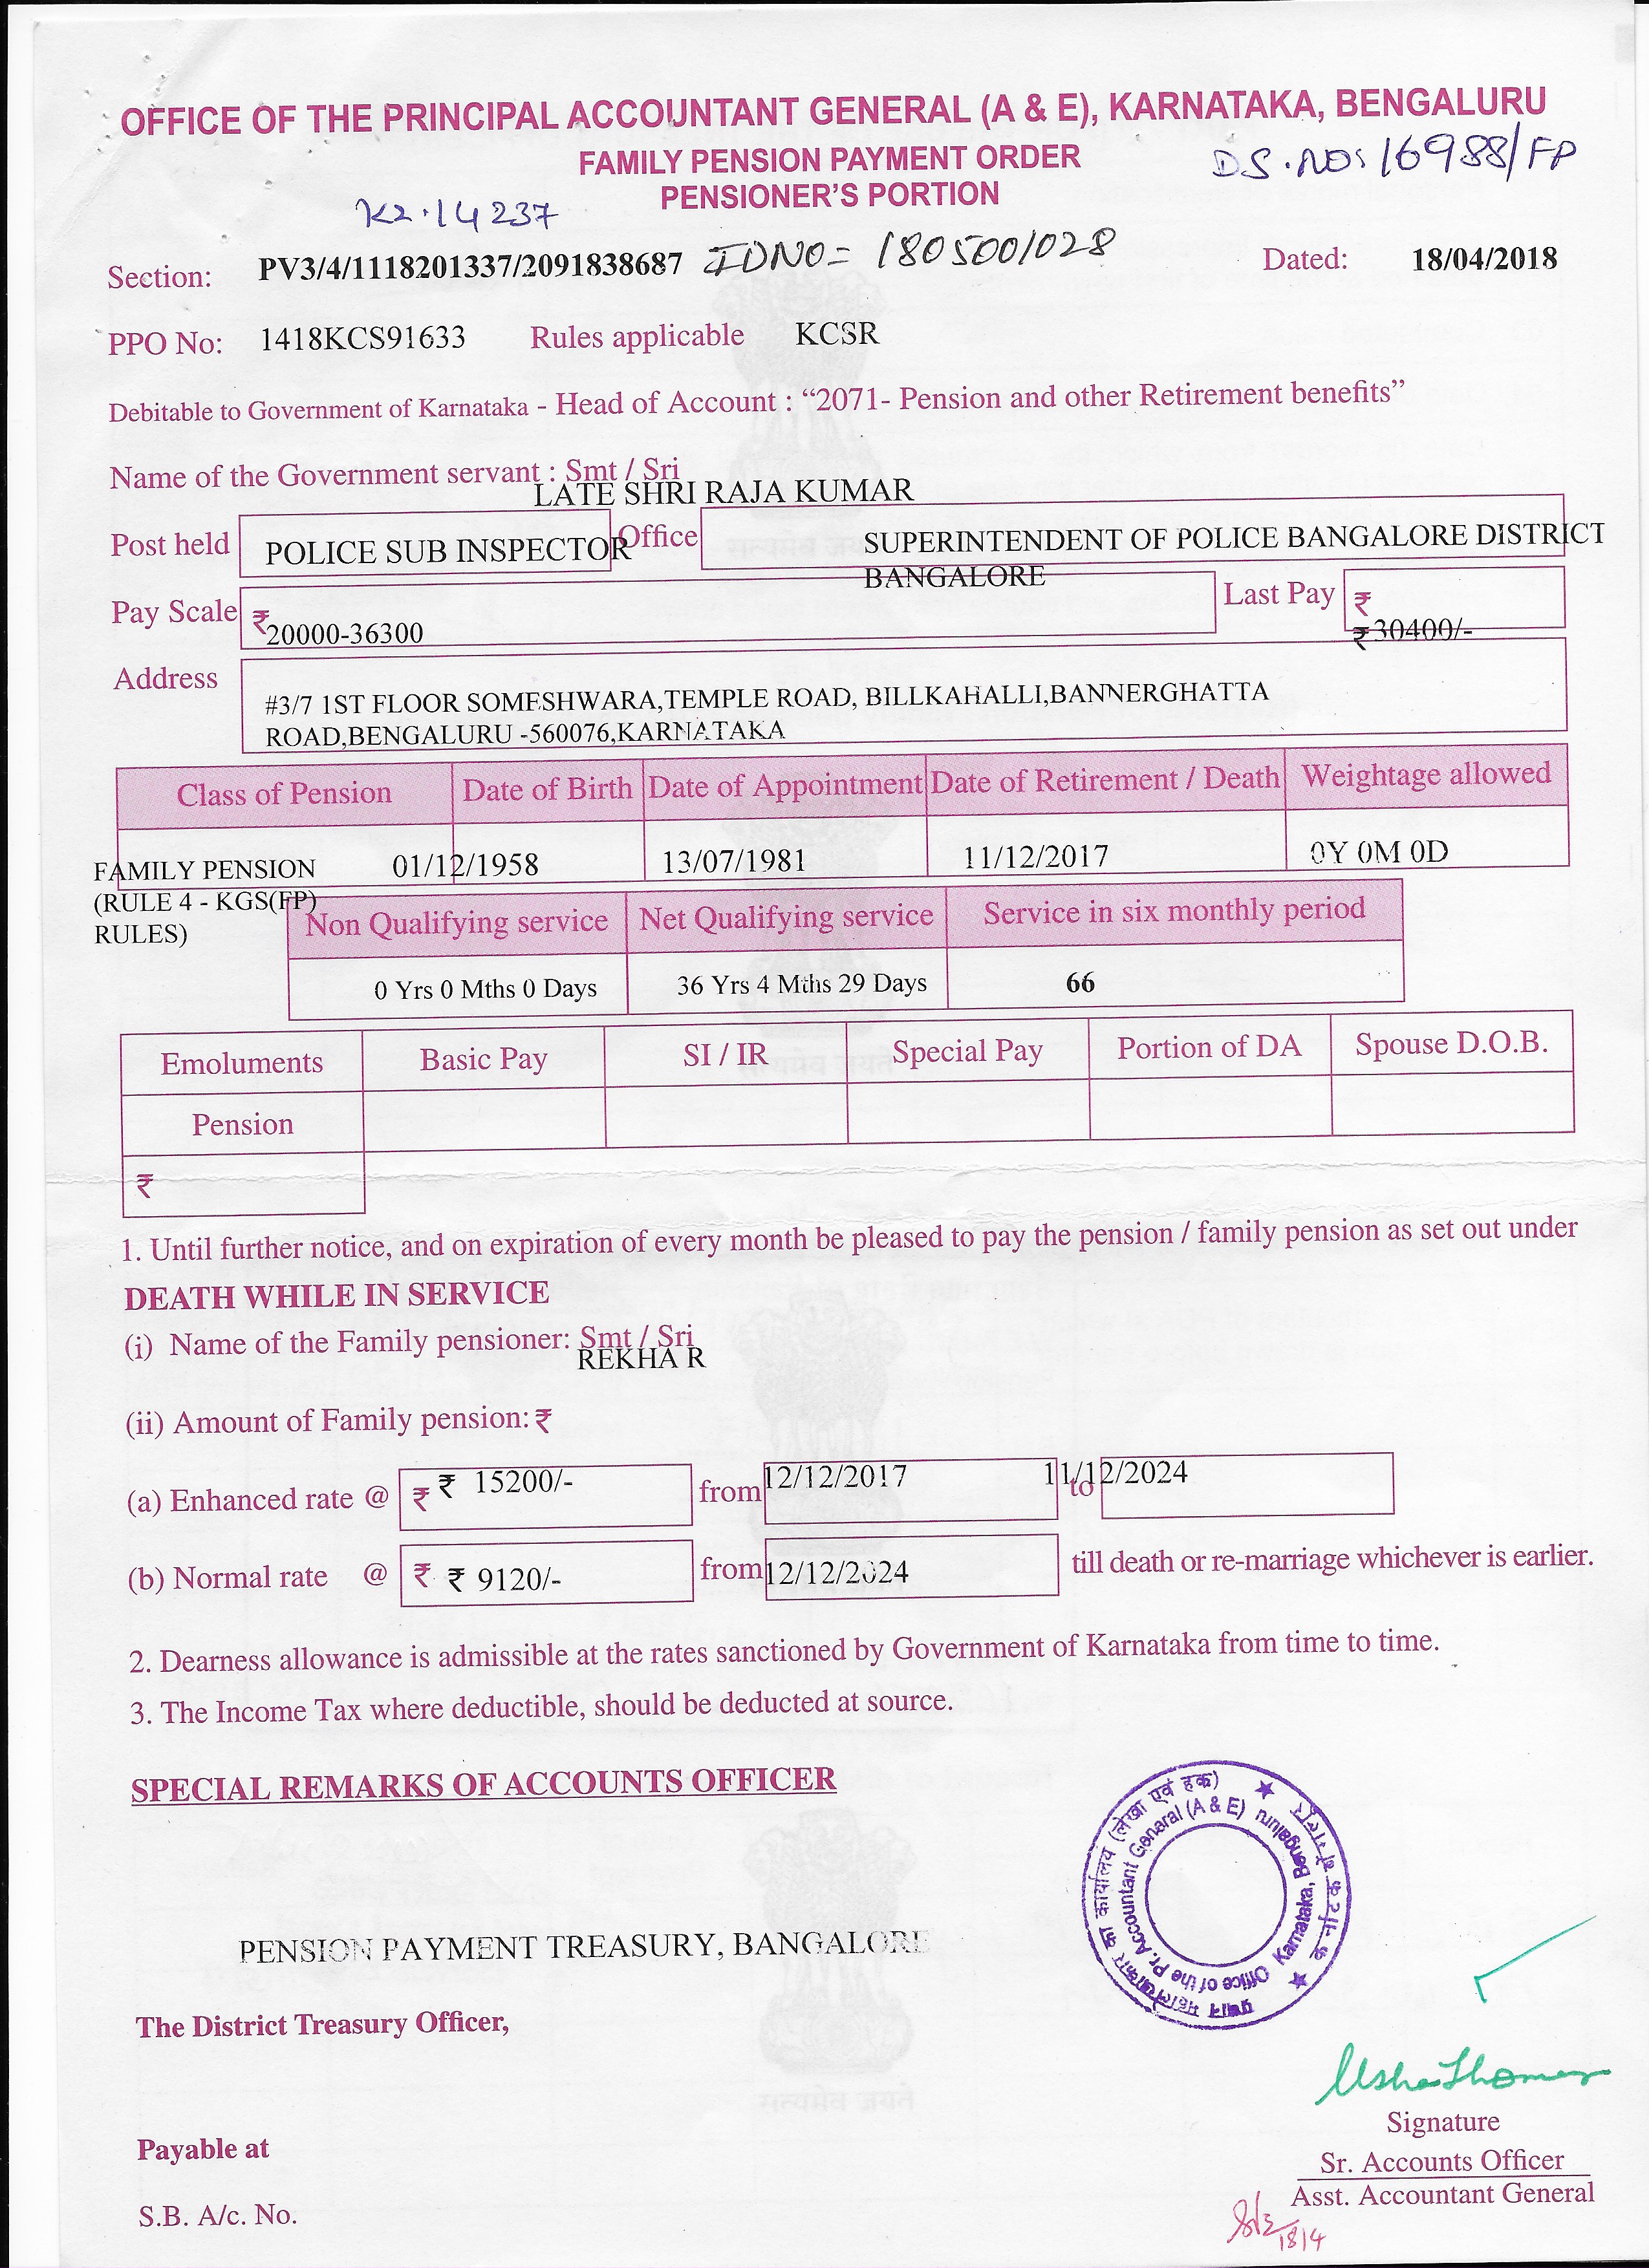 OFFICE OF THE PRINCIPAL ACCOUNTANT GENERAL (A & E), KARNATAKA, BENGALURU
FAMILY PENSION PAYMENT ORDER
D.S.NO: 16988/FP
PENSIONER'S PORTION
K2.14237
Section: PV3/4/1118201337/2091838687 IDNO= 1805001028 Dated: 18/04/2018
PPO No: 1418KCS91633 Rules applicable KCSR
Debitable to Government of Karnataka - Head of Account : “2071- Pension and other Retirement benefits”
Name of the Government servant : Smt / Sri
LATE SHRI RAJA KUMAR
Post held POLICE SUB INSPECTOR Office SUPERINTENDENT OF POLICE BANGALORE DISTRICT
BANGALORE
Pay Scale ₹ 20000-36300 Last Pay ₹
₹ 30400/-
Address
#3/7 1ST FLOOR SOMESHWARA,TEMPLE ROAD, BILLKAHALLI,BANNERGHATTA
ROAD,BENGALURU -560076,KARNATAKA
Class of Pension Date of Birth Date of Appointment Date of Retirement / Death Weightage allowed
FAMILY PENSION 01/12/1958 13/07/1981 11/12/2017 0Y 0M 0D
(RULE 4 - KGS(FP)
RULES)
Non Qualifying service Net Qualifying service Service in six monthly period
0 Yrs 0 Mths 0 Days 36 Yrs 4 Mths 29 Days 66
Emoluments Basic Pay SI / IR Special Pay Portion of DA Spouse D.O.B.
Pension
₹
1. Until further notice, and on expiration of every month be pleased to pay the pension / family pension as set out under
DEATH WHILE IN SERVICE
(i) Name of the Family pensioner: Smt / Sri
REKHA R
(ii) Amount of Family pension: ₹
(a) Enhanced rate @ ₹ ₹ 15200/- from 12/12/2017 to 11/12/2024
(b) Normal rate @ ₹ ₹ 9120/- from 12/12/2024 till death or re-marriage whichever is earlier.
2. Dearness allowance is admissible at the rates sanctioned by Government of Karnataka from time to time.
3. The Income Tax where deductible, should be deducted at source.
SPECIAL REMARKS OF ACCOUNTS OFFICER
PENSION PAYMENT TREASURY, BANGALORE
Office of the Pr. Accountant General (A & E) Karnataka, Bengaluru
The District Treasury Officer,
Usha Thomas
Signature
Payable at
Sr. Accounts Officer
Asst. Accountant General
S.B. A/c. No.
18/4